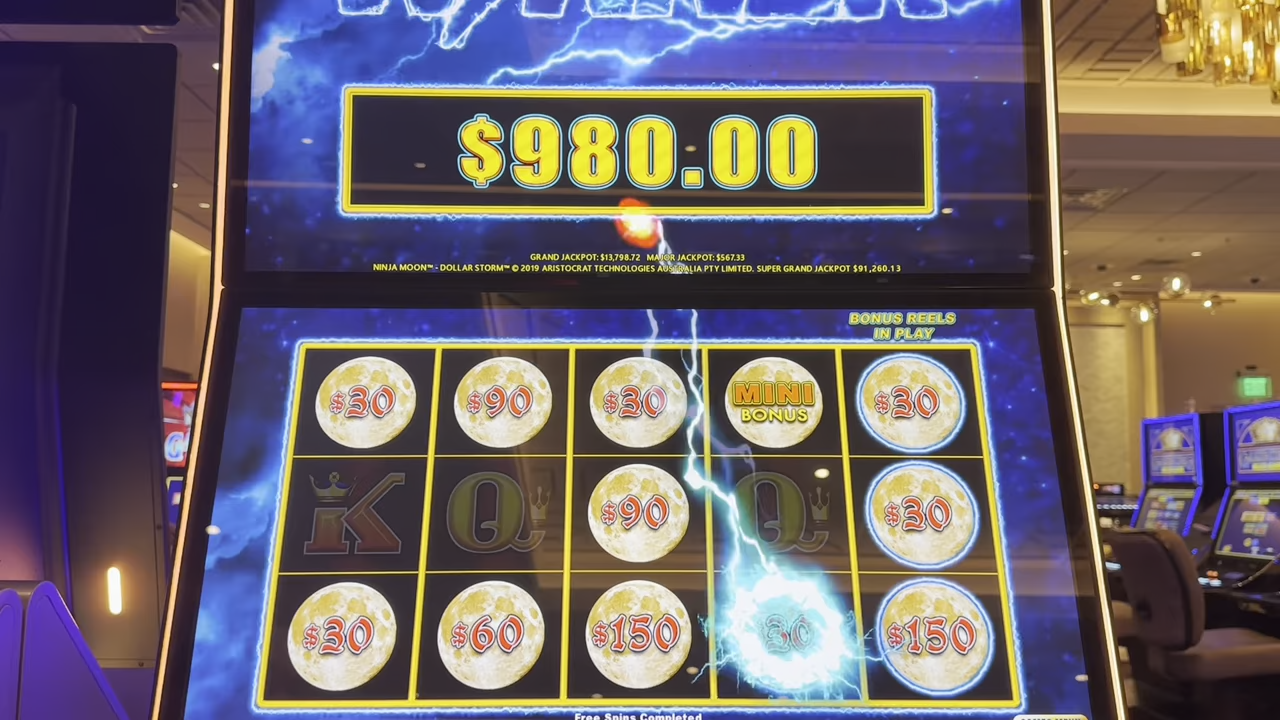 $980.00
GRAND JACKPOT: $13,798.72 MAJOR JACKPOT: $567.33
NINJA MOON™ - DOLLAR STORM™ © 2019 ARISTOCRAT TECHNOLOGIES AUSTRALIA PTY LIMITED. SUPER GRAND JACKPOT $91,260.13
BONUS REELS
IN PLAY
$30 $90 $30 MINI BONUS $30
K Q $90 Q $30
$30 $60 $150 30 $150
Free Spins Completed